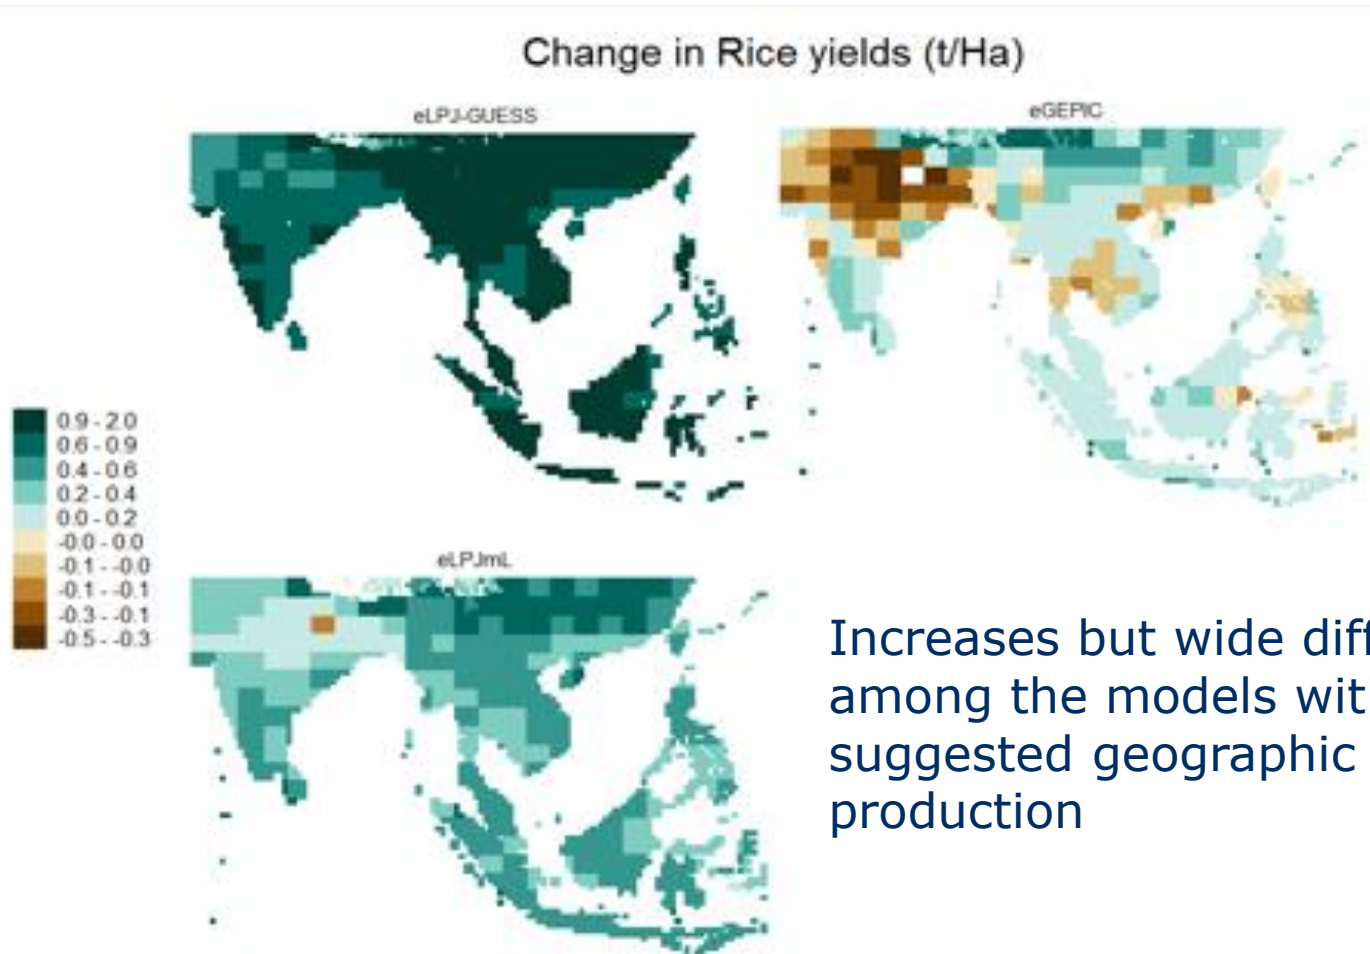 Change in Rice yields (t/Ha)
eLPJ-GUESS
eGEPIC
0.9 - 2.0
0.6 - 0.9
0.4 - 0.6
0.2 - 0.4
0.0 - 0.2
-0.0 - 0.0
-0.1 - -0.0
-0.1 - -0.1
-0.3 - -0.1
-0.5 - -0.3
eLPJmL
Increases but wide diff
among the models wit
suggested geographic
production